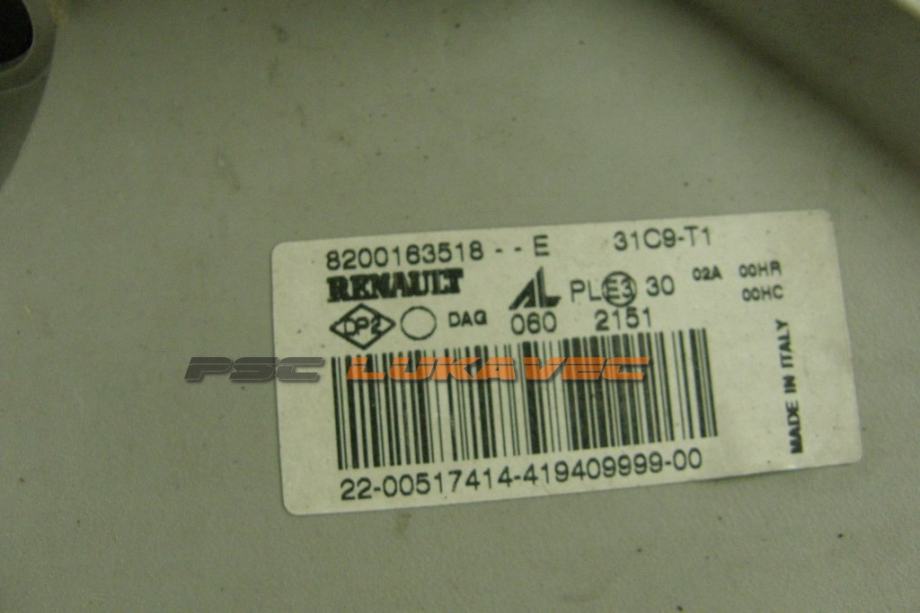 8200163518 - - E 31C9-T1
RENAULT AL PL E3 30 02A 00HR
00HC
DP2 DAG 060 2151
PSC LUKAVEC
MADE IN ITALY
22-00517414-419409999-00